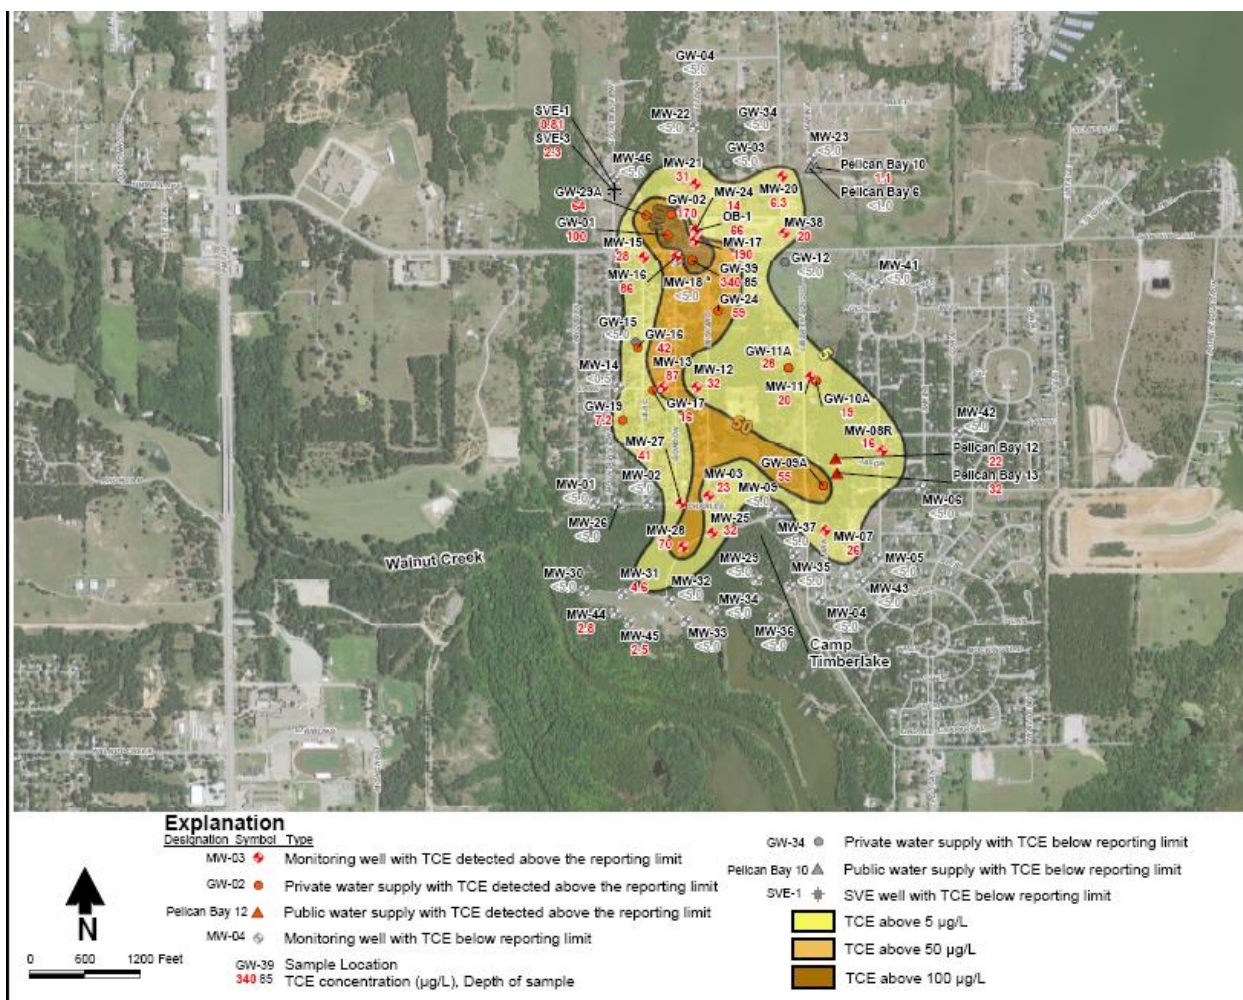 GW-04
<5.0
SVE-1
0.81
SVE-3
2.3
MW-22
<5.0
GW-34
<5.0
MW-23
<5.0
MW-46
<5.0
GW-03
<5.0
MW-21
31
Pelican Bay 10
1.1
Pelican Bay 6
<1.0
GW-29A
64
GW-02
170
MW-24
14
MW-20
6.3
GW-01
100
OB-1
66
MW-38
20
MW-15
28
MW-17
190
MW-16
86
MW-18
<5.0
GW-39
340 85
GW-12
<5.0
MW-41
<5.0
GW-24
59
GW-15
<5.0
GW-16
42
5
MW-14
<0.5
MW-13
87
MW-12
32
GW-11A
28
MW-11
20
GW-10A
19
GW-19
7.2
GW-17
16
50
MW-08R
16
MW-42
<5.0
MW-27
41
Pelican Bay 12
22
GW-09A
55
Pelican Bay 13
32
MW-01
<5.0
MW-02
<5.0
MW-03
23
MW-09
<5.0
MW-06
<5.0
CHARLES
MW-26
<5.0
MW-28
70
MW-25
32
MW-37
<5.0
MW-07
26
Walnut Creek
MW-29
<5.0
MW-35
<5.0
MW-05
<5.0
MW-30
<5.0
MW-31
4.6
MW-32
<5.0
MW-43
<5.0
MW-44
2.8
MW-34
<5.0
MW-04
<5.0
MW-45
2.5
MW-33
<5.0
MW-36
<5.0
Camp
Timberlake
Explanation
Designation Symbol Type
MW-03 Monitoring well with TCE detected above the reporting limit
GW-02 Private water supply with TCE detected above the reporting limit
Pelican Bay 12 Public water supply with TCE detected above the reporting limit
MW-04 Monitoring well with TCE below reporting limit
GW-39 Sample Location
340 85 TCE concentration (µg/L), Depth of sample
GW-34 Private water supply with TCE below reporting limit
Pelican Bay 10 Public water supply with TCE below reporting limit
SVE-1 SVE well with TCE below reporting limit
TCE above 5 µg/L
TCE above 50 µg/L
TCE above 100 µg/L
N
0 600 1200 Feet